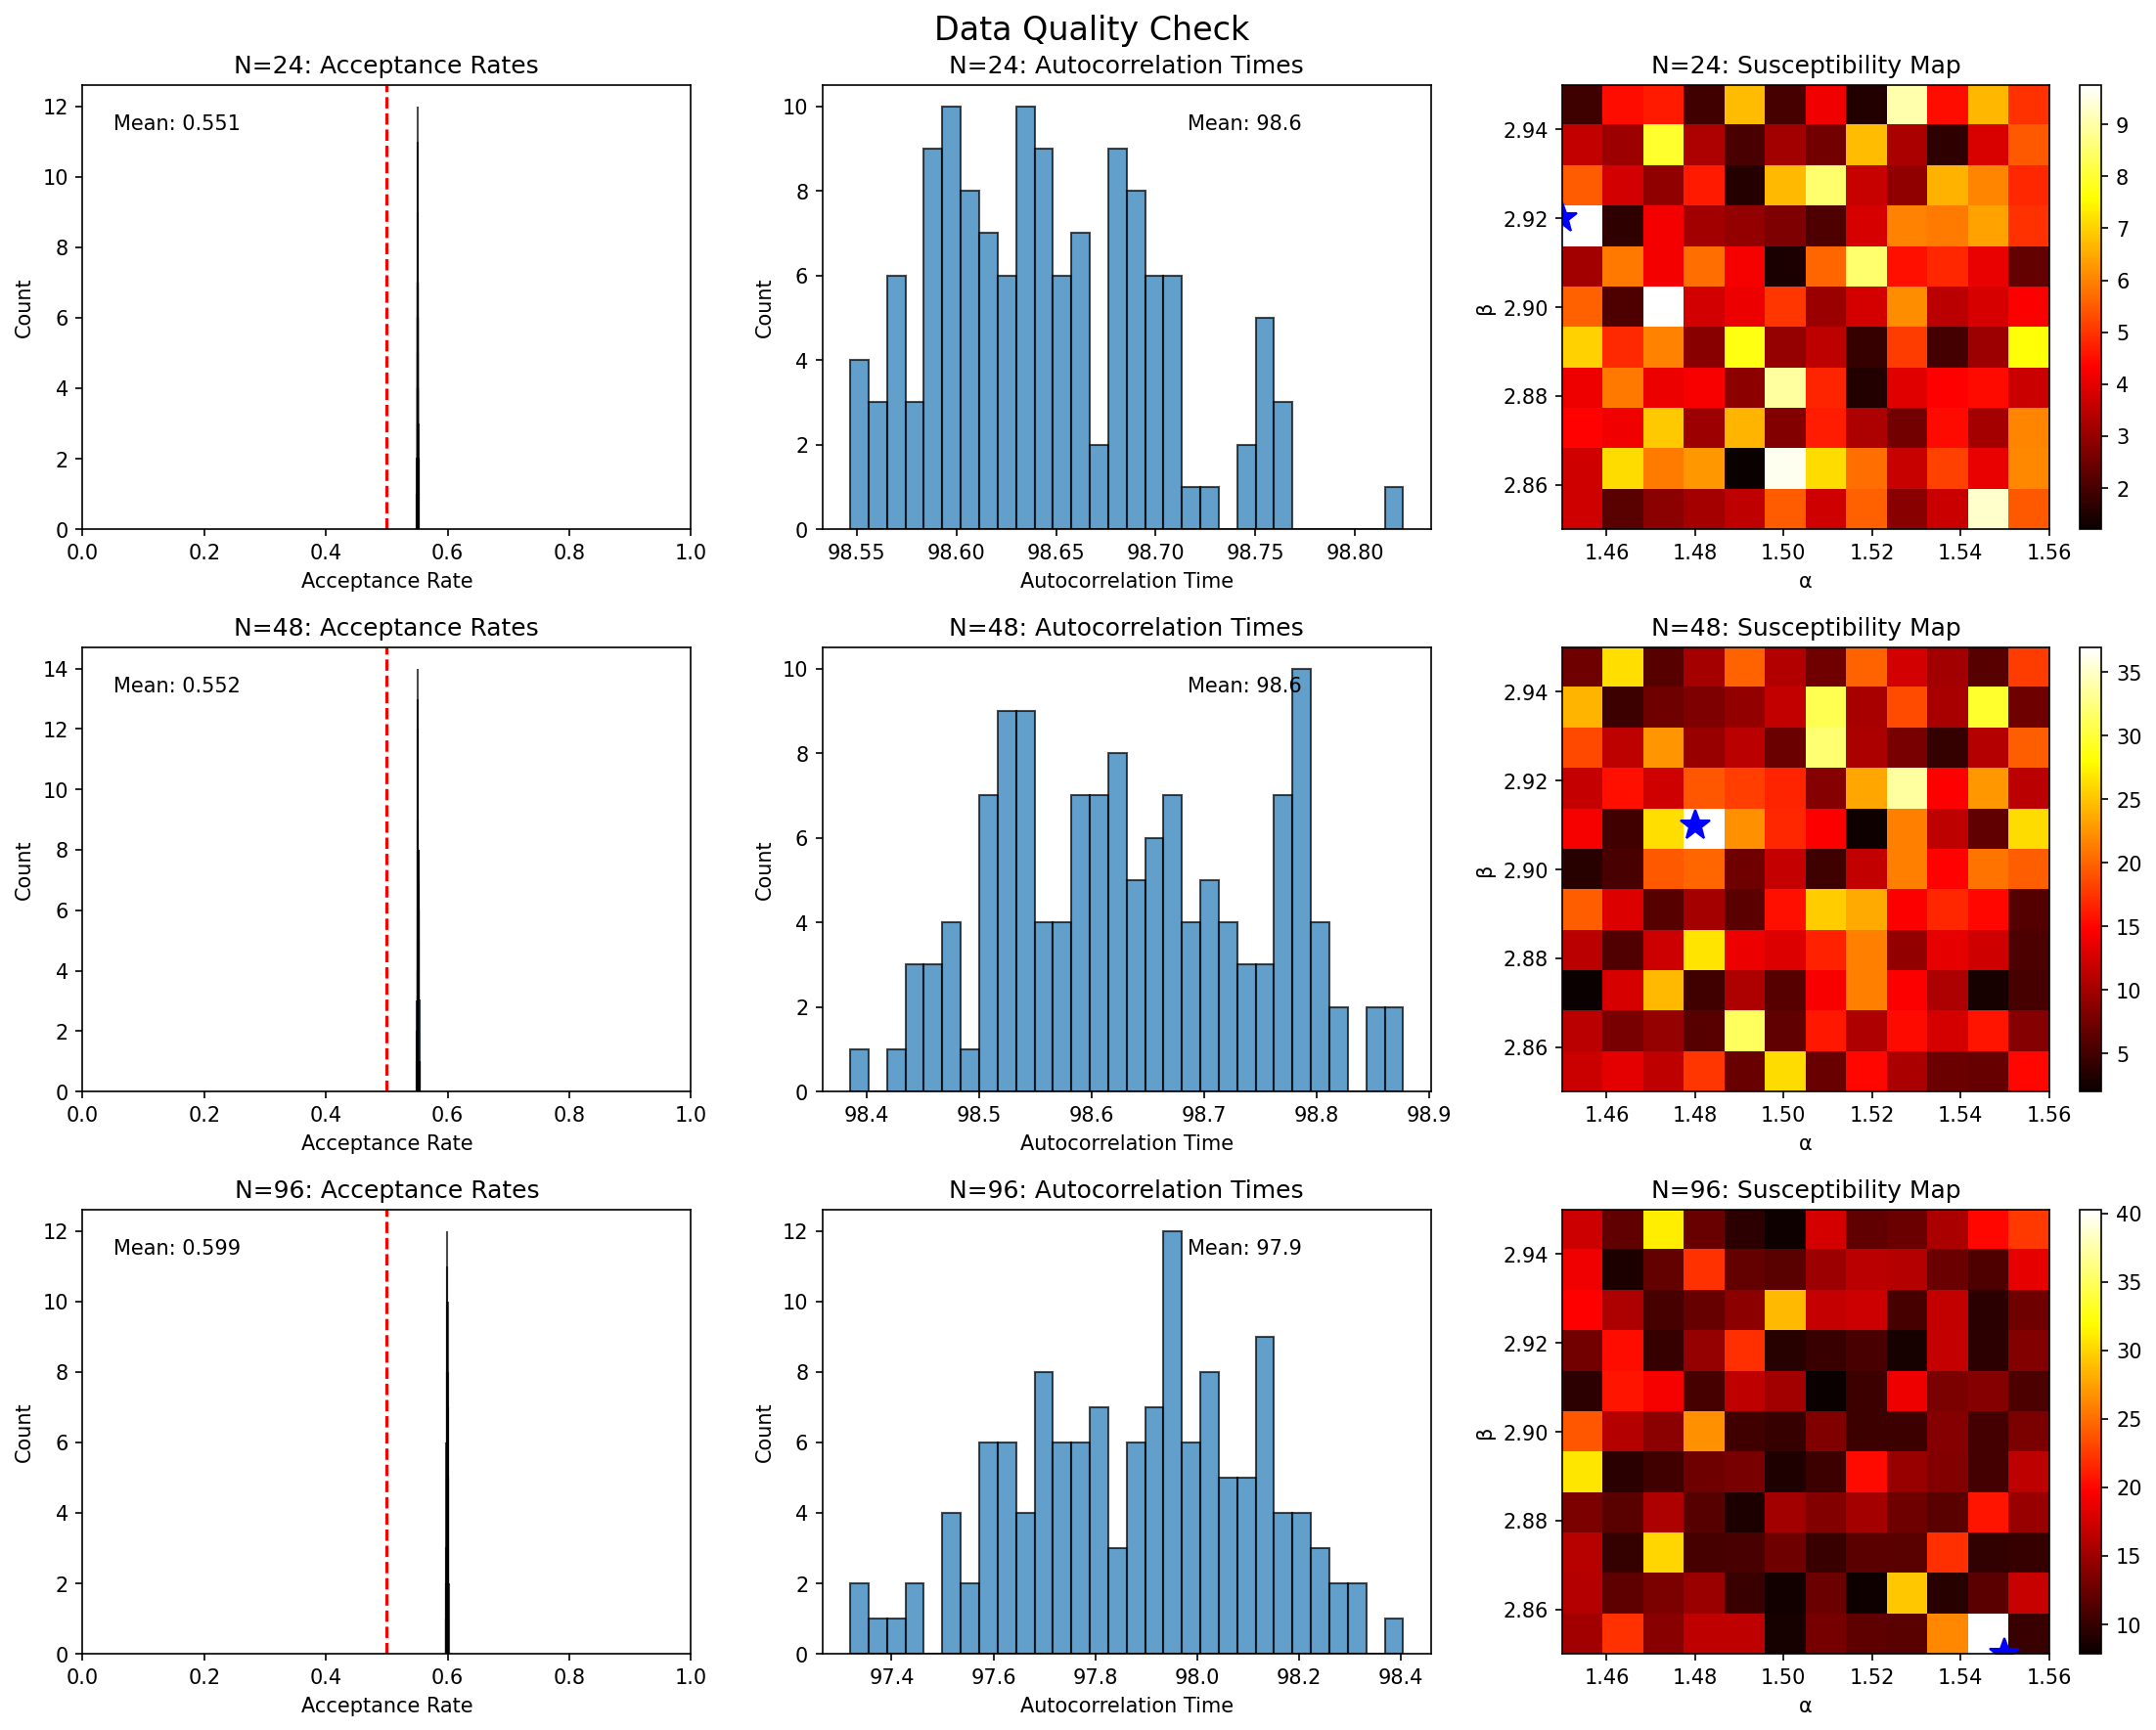 Data Quality Check
N=24: Acceptance Rates
Mean: 0.551
Count
0
2
4
6
8
10
12
0.0 0.2 0.4 0.6 0.8 1.0
Acceptance Rate
N=24: Autocorrelation Times
Mean: 98.6
Count
0
2
4
6
8
10
98.55 98.60 98.65 98.70 98.75 98.80
Autocorrelation Time
N=24: Susceptibility Map
β
2.94
2.92
2.90
2.88
2.86
1.46 1.48 1.50 1.52 1.54 1.56
α
9
8
7
6
5
4
3
2
N=48: Acceptance Rates
Mean: 0.552
Count
0
2
4
6
8
10
12
14
0.0 0.2 0.4 0.6 0.8 1.0
Acceptance Rate
N=48: Autocorrelation Times
Mean: 98.6
Count
0
2
4
6
8
10
98.4 98.5 98.6 98.7 98.8 98.9
Autocorrelation Time
N=48: Susceptibility Map
β
2.94
2.92
2.90
2.88
2.86
1.46 1.48 1.50 1.52 1.54 1.56
α
35
30
25
20
15
10
5
N=96: Acceptance Rates
Mean: 0.599
Count
0
2
4
6
8
10
12
0.0 0.2 0.4 0.6 0.8 1.0
Acceptance Rate
N=96: Autocorrelation Times
Mean: 97.9
Count
0
2
4
6
8
10
12
97.4 97.6 97.8 98.0 98.2 98.4
Autocorrelation Time
N=96: Susceptibility Map
β
2.94
2.92
2.90
2.88
2.86
1.46 1.48 1.50 1.52 1.54 1.56
α
40
35
30
25
20
15
10